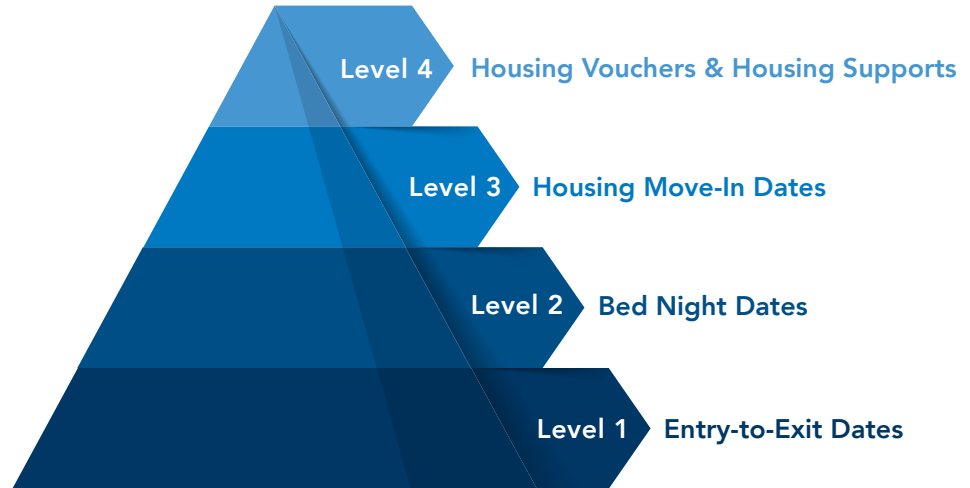 Level 4 Housing Vouchers & Housing Supports
Level 3 Housing Move-In Dates
Level 2 Bed Night Dates
Level 1 Entry-to-Exit Dates